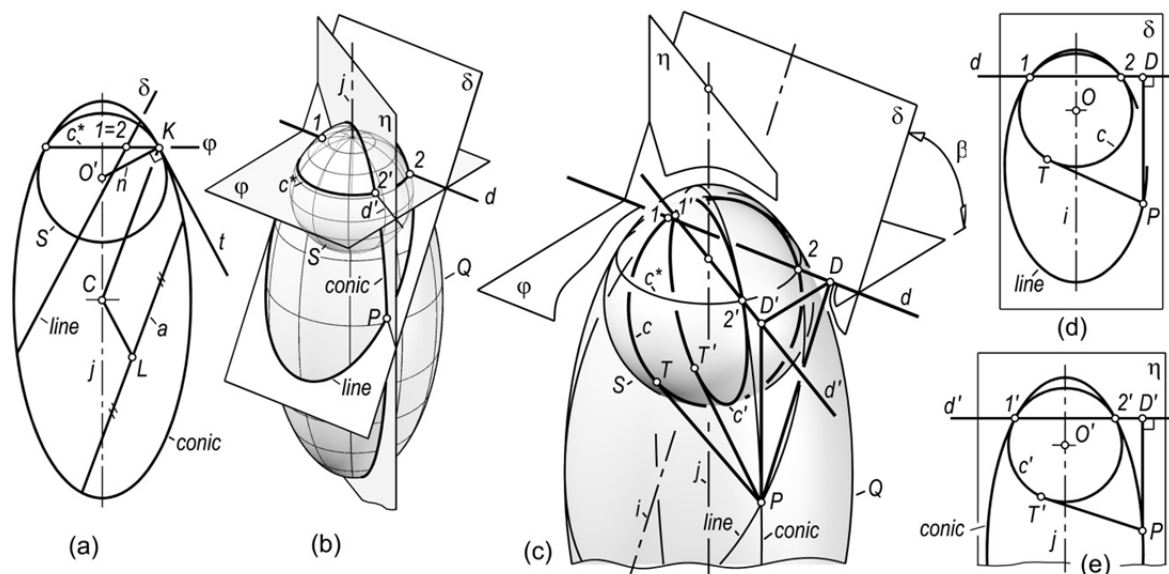 δ
c* 1=2 K
φ
O'
n
S
t
C
line
a
j
L
conic
(a)
j
δ
η
1
2
φ
c*
2'
d'
d
S
conic
Q
P
line
(b)
η
δ
β
1
1'
2
D
φ
c*
d
c
2'
D'
T
T'
S
c'
d'
j
P
Q
i
line
conic
(c)
δ
d
1
2
D
O
c
T
P
i
line
(d)
η
d'
1'
2'
D'
O'
c'
T'
P
conic
j
(e)